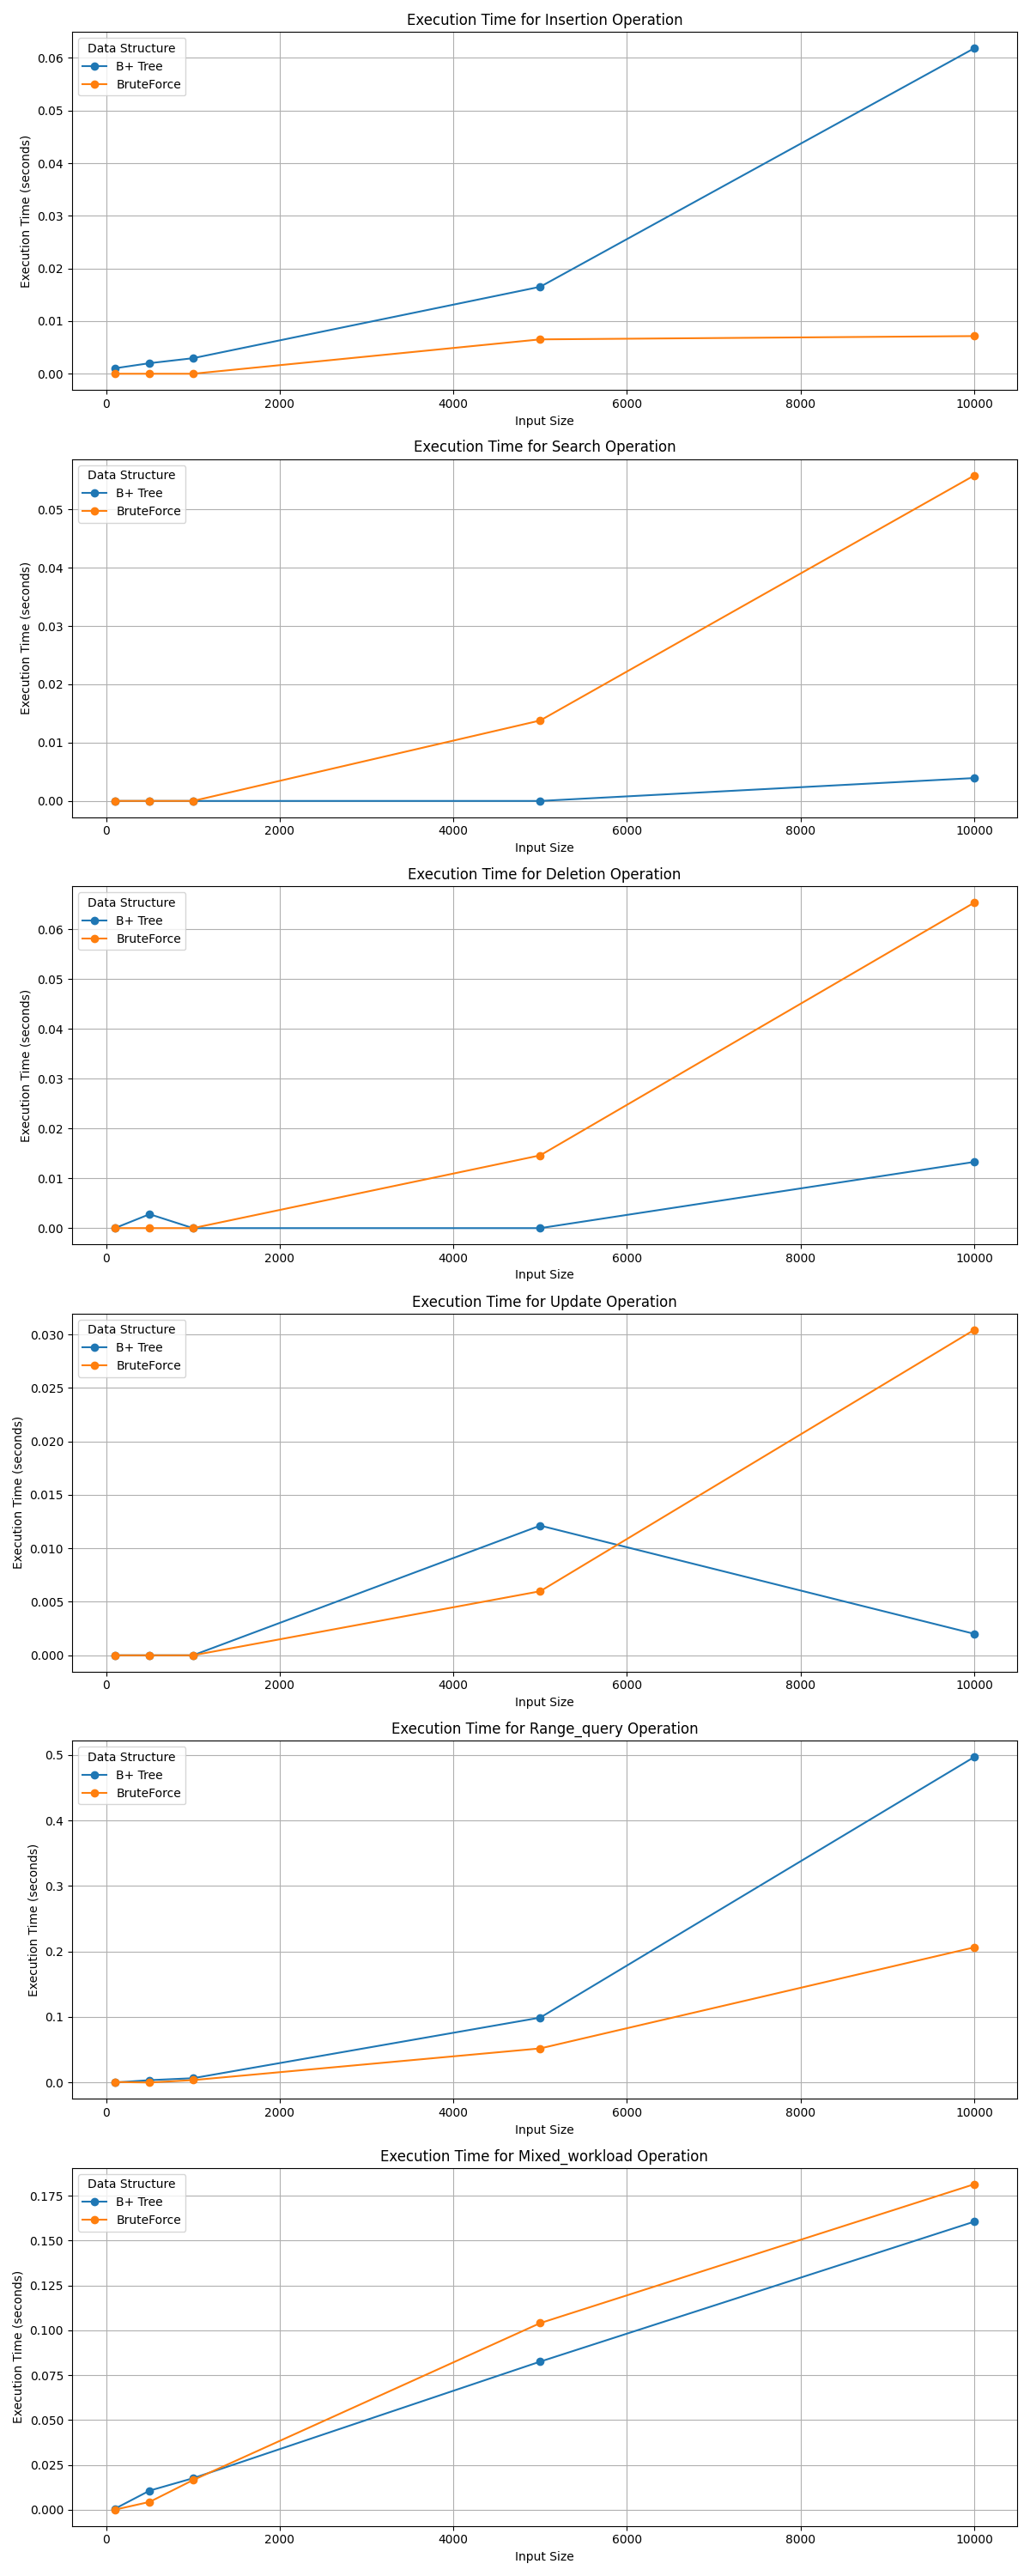 Execution Time for Insertion Operation
Data Structure
B+ Tree
BruteForce
0.06
0.05
0.04
0.03
0.02
0.01
0.00
Execution Time (seconds)
0 2000 4000 6000 8000 10000
Input Size
Execution Time for Search Operation
Data Structure
B+ Tree
BruteForce
0.05
0.04
0.03
0.02
0.01
0.00
Execution Time (seconds)
0 2000 4000 6000 8000 10000
Input Size
Execution Time for Deletion Operation
Data Structure
B+ Tree
BruteForce
0.06
0.05
0.04
0.03
0.02
0.01
0.00
Execution Time (seconds)
0 2000 4000 6000 8000 10000
Input Size
Execution Time for Update Operation
Data Structure
B+ Tree
BruteForce
0.030
0.025
0.020
0.015
0.010
0.005
0.000
Execution Time (seconds)
0 2000 4000 6000 8000 10000
Input Size
Execution Time for Range_query Operation
Data Structure
B+ Tree
BruteForce
0.5
0.4
0.3
0.2
0.1
0.0
Execution Time (seconds)
0 2000 4000 6000 8000 10000
Input Size
Execution Time for Mixed_workload Operation
Data Structure
B+ Tree
BruteForce
0.175
0.150
0.125
0.100
0.075
0.050
0.025
0.000
Execution Time (seconds)
0 2000 4000 6000 8000 10000
Input Size